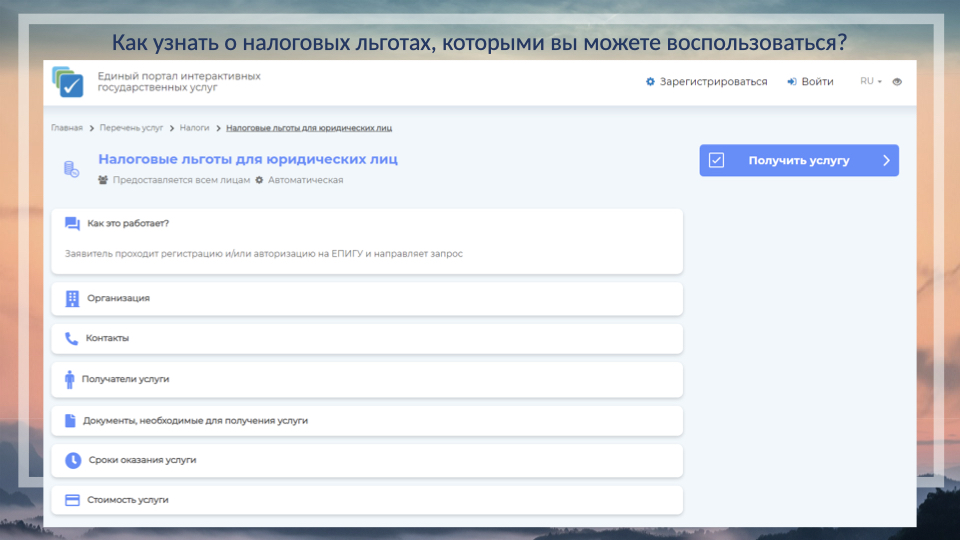 Как узнать о налоговых льготах, которыми вы можете воспользоваться?
Единый портал интерактивных
государственных услуг
Зарегистрироваться
Войти
RU
Главная > Перечень услуг > Налоги > Налоговые льготы для юридических лиц
Налоговые льготы для юридических лиц
Предоставляется всем лицам Автоматическая
Получить услугу
Как это работает?
Заявитель проходит регистрацию и/или авторизацию на ЕПИГУ и направляет запрос
Организация
Контакты
Получатели услуги
Документы, необходимые для получения услуги
Сроки оказания услуги
Стоимость услуги